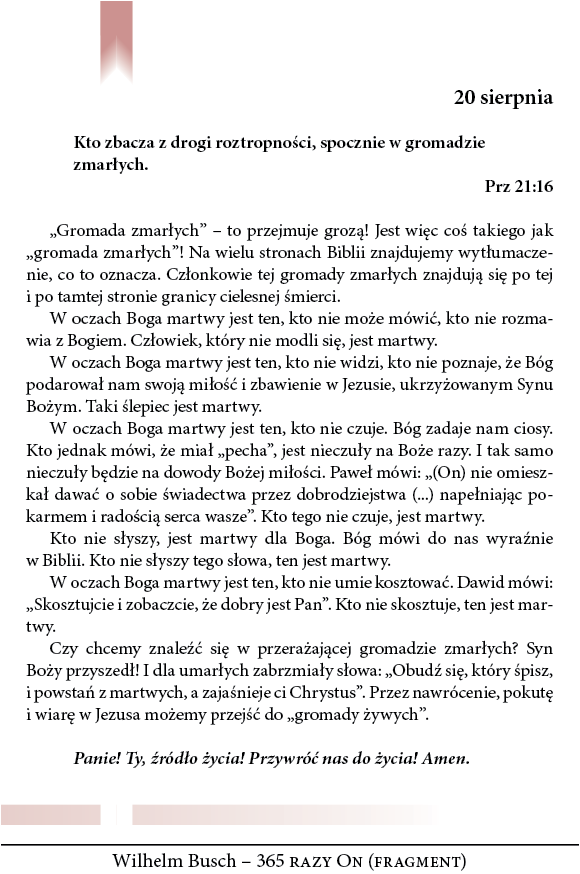 20 sierpnia
Kto zbacza z drogi roztropności, spocznie w gromadzie
zmarłych.
Prz 21:16
„Gromada zmarłych” – to przejmuje grozą! Jest więc coś takiego jak
„gromada zmarłych”! Na wielu stronach Biblii znajdujemy wytłumacze-
nie, co to oznacza. Członkowie tej gromady zmarłych znajdują się po tej
i po tamtej stronie granicy cielesnej śmierci.
W oczach Boga martwy jest ten, kto nie może mówić, kto nie rozma-
wia z Bogiem. Człowiek, który nie modli się, jest martwy.
W oczach Boga martwy jest ten, kto nie widzi, kto nie poznaje, że Bóg
podarował nam swoją miłość i zbawienie w Jezusie, ukrzyżowanym Synu
Bożym. Taki ślepiec jest martwy.
W oczach Boga martwy jest ten, kto nie czuje. Bóg zadaje nam ciosy.
Kto jednak mówi, że miał „pecha”, jest nieczuły na Boże razy. I tak samo
nieczuły będzie na dowody Bożej miłości. Paweł mówi: „(On) nie omiesz-
kał dawać o sobie świadectwa przez dobrodziejstwa (...) napełniając po-
karmem i radością serca wasze”. Kto tego nie czuje, jest martwy.
Kto nie słyszy, jest martwy dla Boga. Bóg mówi do nas wyraźnie
w Biblii. Kto nie słyszy tego słowa, ten jest martwy.
W oczach Boga martwy jest ten, kto nie umie kosztować. Dawid mówi:
„Skosztujcie i zobaczcie, że dobry jest Pan”. Kto nie skosztuje, ten jest mar-
twy.
Czy chcemy znaleźć się w przerażającej gromadzie zmarłych? Syn
Boży przyszedł! I dla umarłych zabrzmiały słowa: „Obudź się, który śpisz,
i powstań z martwych, a zajaśnieje ci Chrystus”. Przez nawrócenie, pokutę
i wiarę w Jezusa możemy przejść do „gromady żywych”.
Panie! Ty, źródło życia! Przywróć nas do życia! Amen.
Wilhelm Busch – 365 RAZY ON (FRAGMENT)